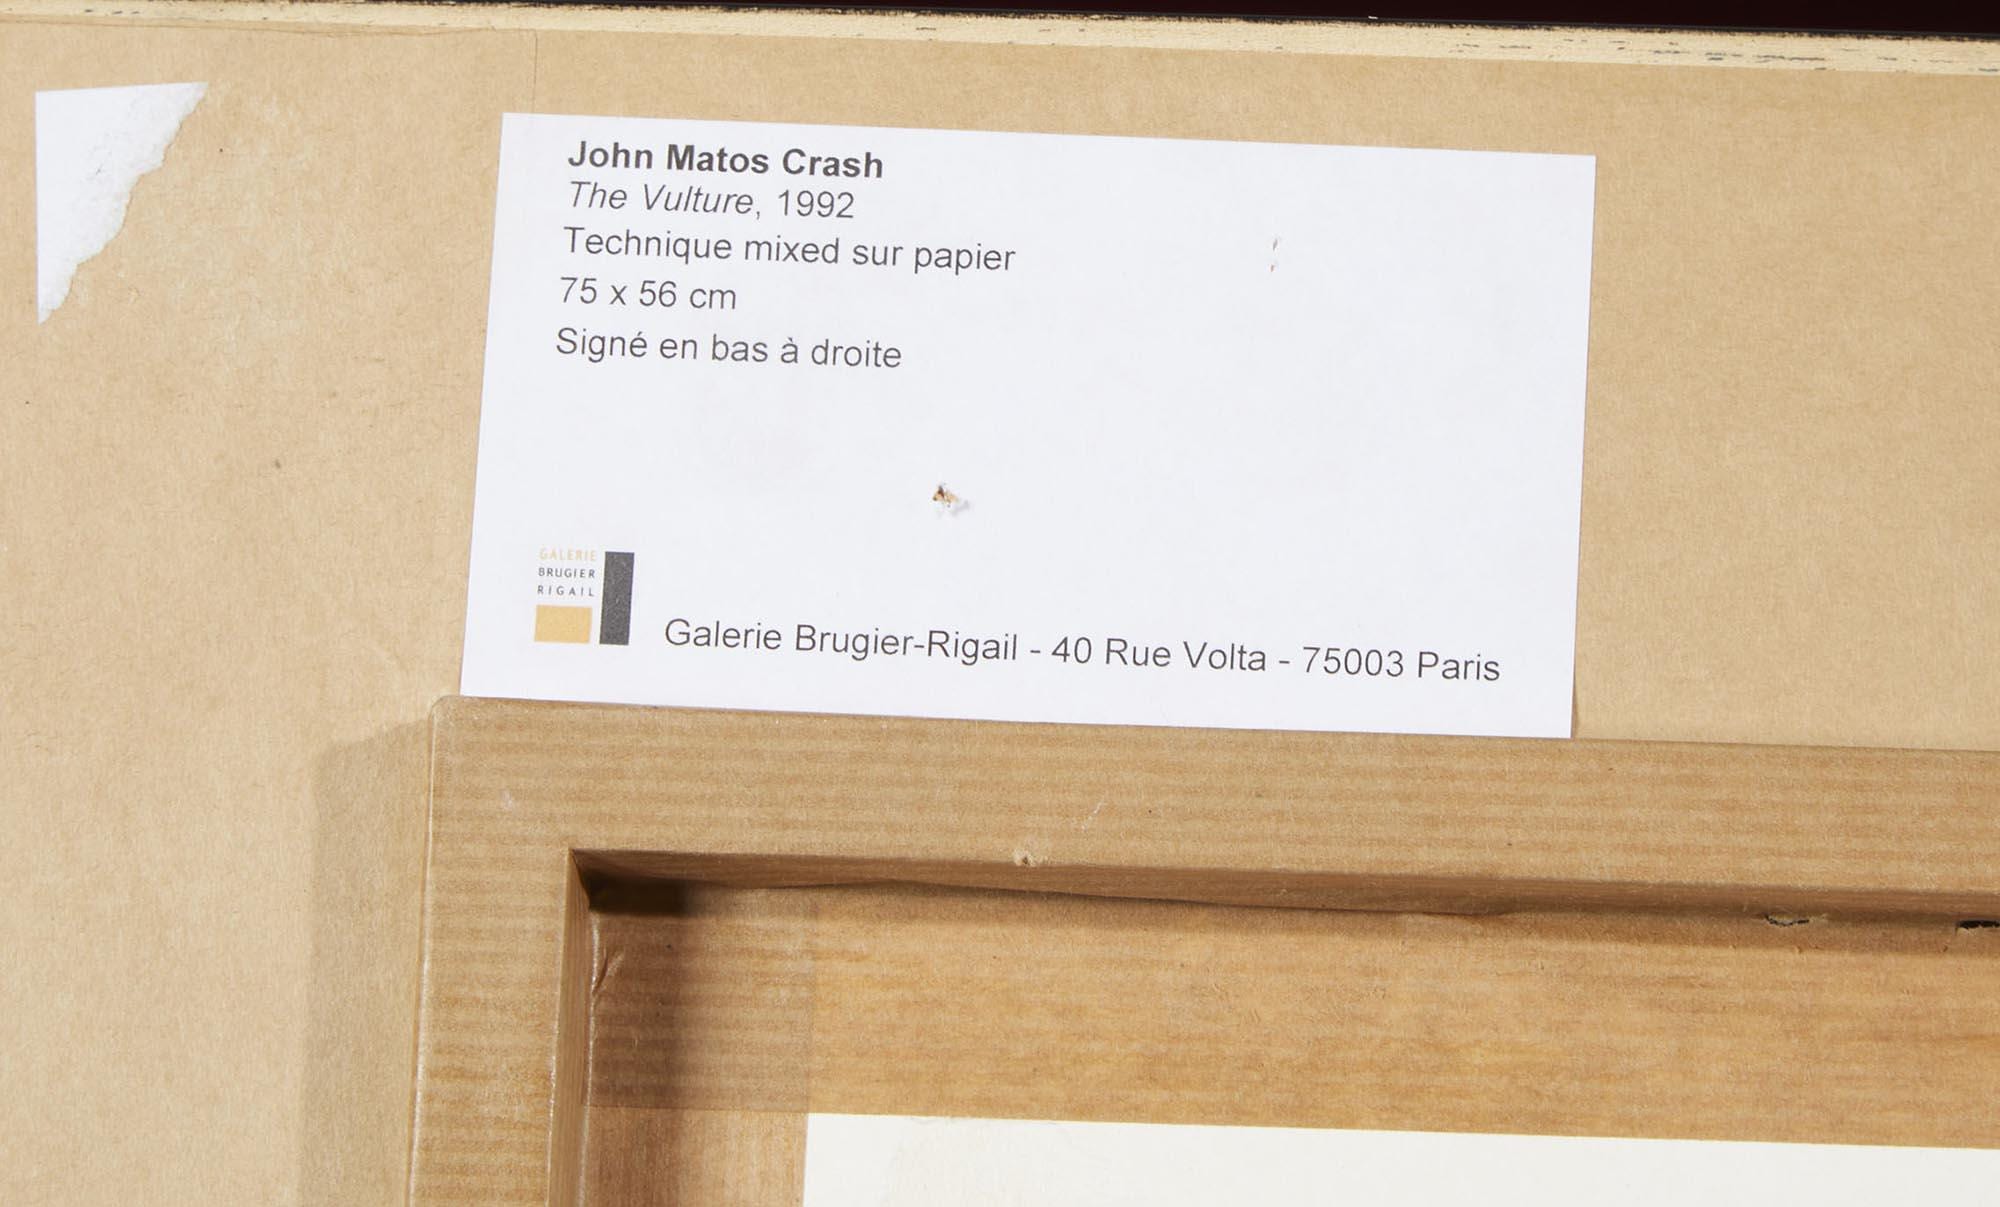 John Matos Crash
The Vulture, 1992
Technique mixed sur papier
75 x 56 cm
Signé en bas à droite
GALERIE
BRUGIER
RIGAIL
Galerie Brugier-Rigail - 40 Rue Volta - 75003 Paris